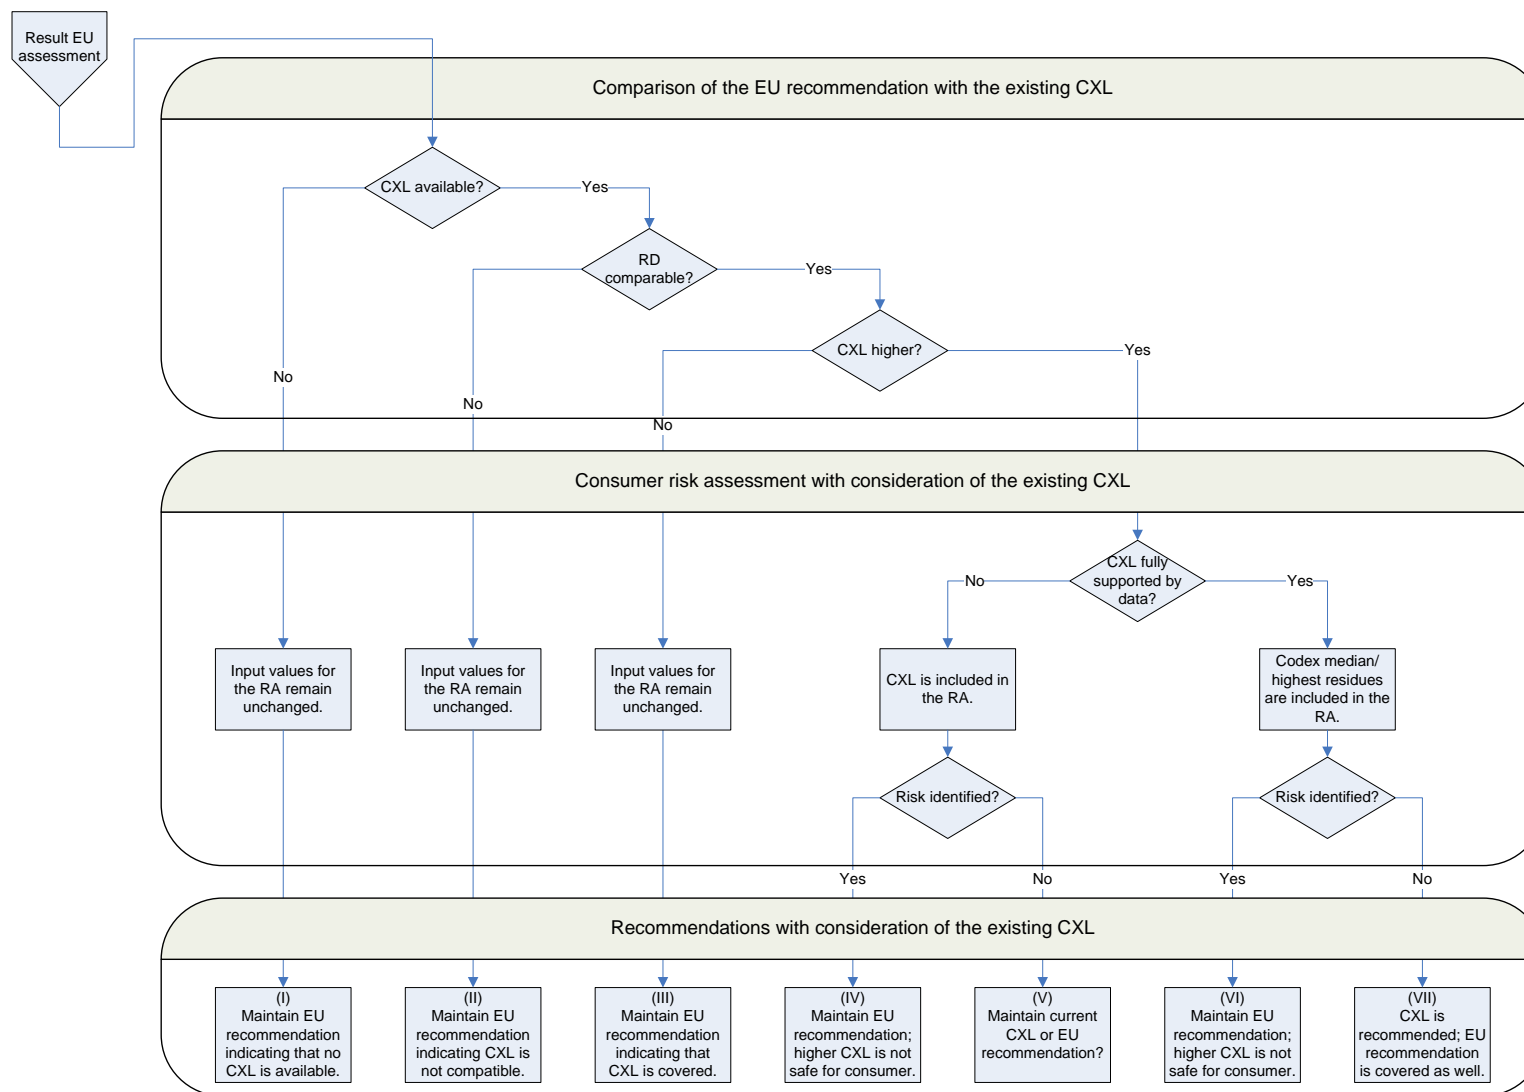 Result EU
assessment
Comparison of the EU recommendation with the existing CXL
CXL available?
Yes
RD
comparable?
Yes
CXL higher?
Yes
No
No
No
Consumer risk assessment with consideration of the existing CXL
CXL fully
supported by
data?
No
Yes
Input values for
the RA remain
unchanged.
Input values for
the RA remain
unchanged.
Input values for
the RA remain
unchanged.
CXL is included in
the RA.
Codex median/
highest residues
are included in the
RA.
Risk identified?
Risk identified?
Yes
No
Yes
No
Recommendations with consideration of the existing CXL
(I)
Maintain EU
recommendation
indicating that no
CXL is available.
(II)
Maintain EU
recommendation
indicating CXL is
not compatible.
(III)
Maintain EU
recommendation
indicating that
CXL is covered.
(IV)
Maintain EU
recommendation;
higher CXL is not
safe for consumer.
(V)
Maintain current
CXL or EU
recommendation?
(VI)
Maintain EU
recommendation;
higher CXL is not
safe for consumer.
(VII)
CXL is
recommended; EU
recommendation
is covered as well.